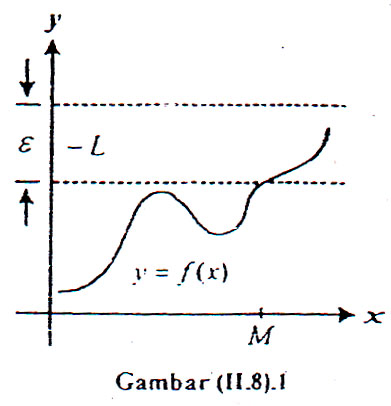 y
ε
- L
y = f(x)
x
M
Gambar (II.8).1